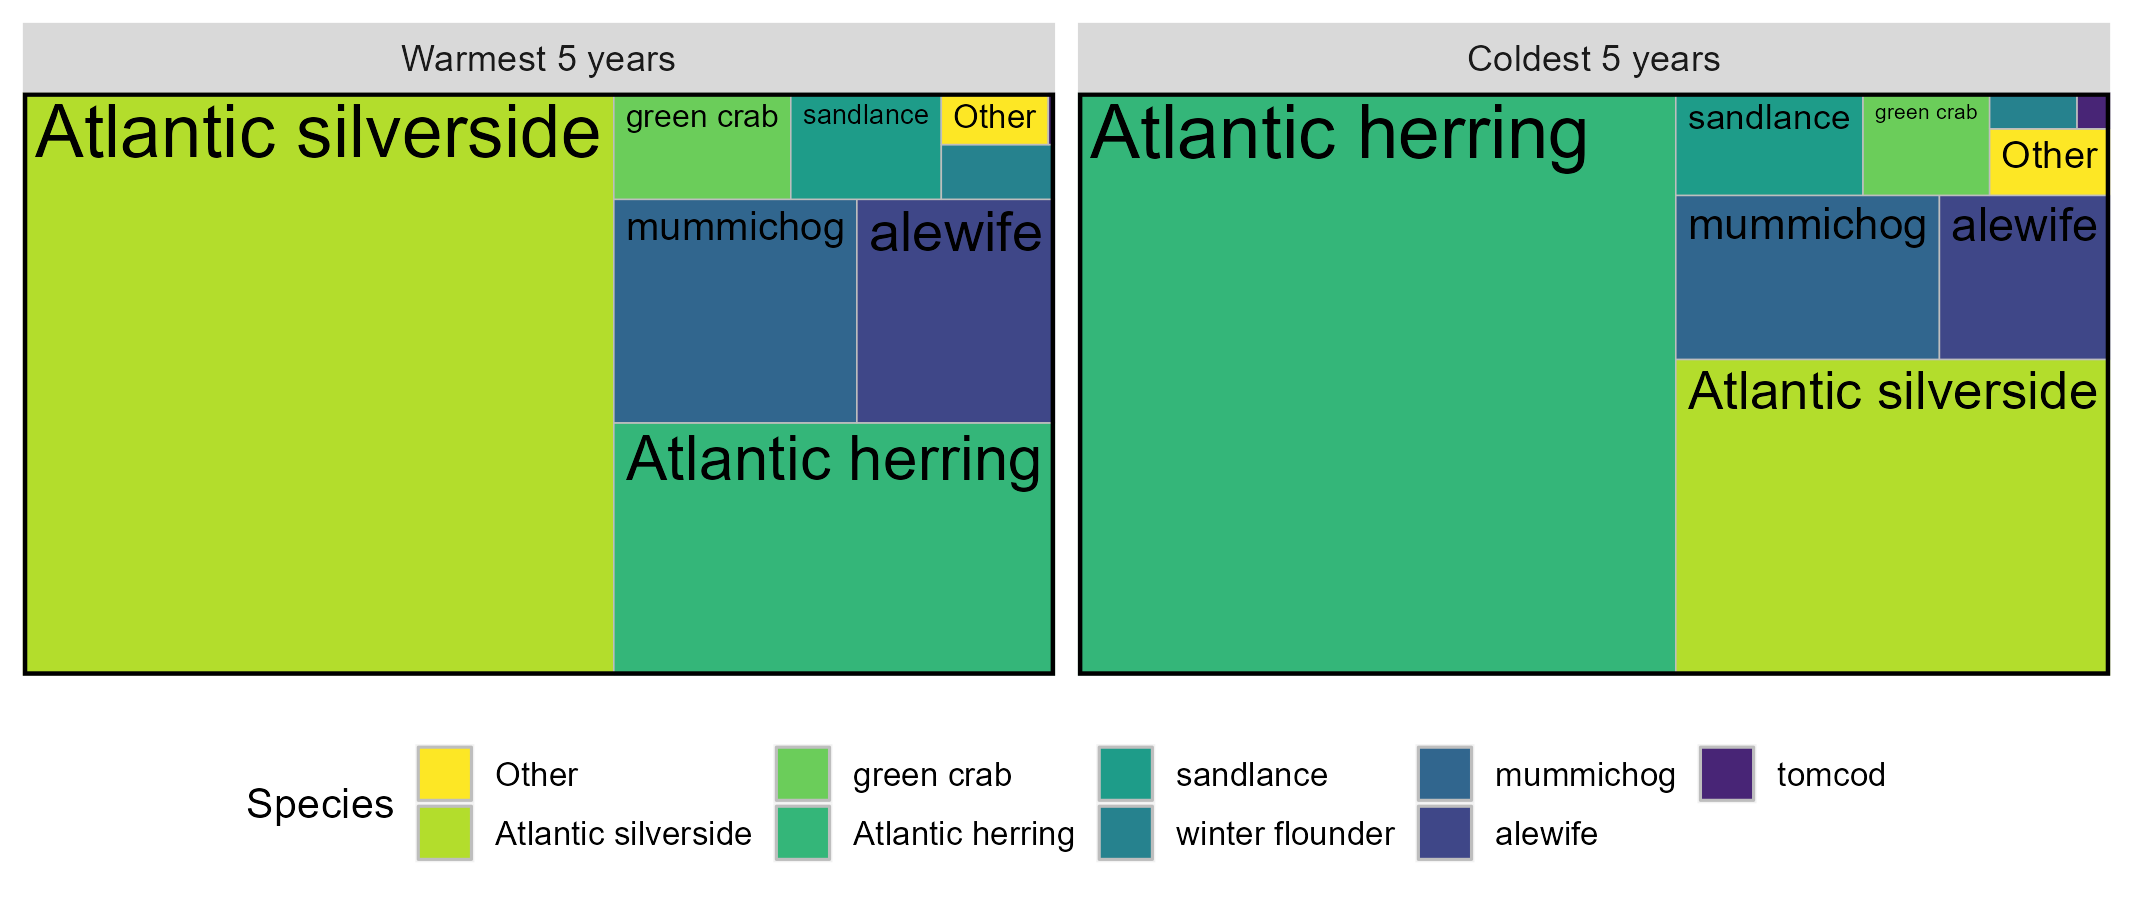 Warmest 5 years
Atlantic silverside
green crab
sandlance
Other
mummichog
alewife
Atlantic herring
Coldest 5 years
Atlantic herring
sandlance
green crab
Other
mummichog
alewife
Atlantic silverside
Species
Other
green crab
sandlance
mummichog
tomcod
Atlantic silverside
Atlantic herring
winter flounder
alewife